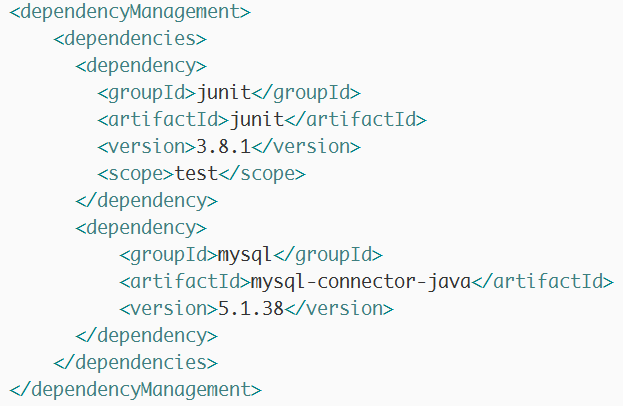 <dependencyManagement>
    <dependencies>
      <dependency>
        <groupId>junit</groupId>
        <artifactId>junit</artifactId>
        <version>3.8.1</version>
        <scope>test</scope>
      </dependency>
      <dependency>
          <groupId>mysql</groupId>
          <artifactId>mysql-connector-java</artifactId>
          <version>5.1.38</version>
      </dependency>
    </dependencies>
</dependencyManagement>